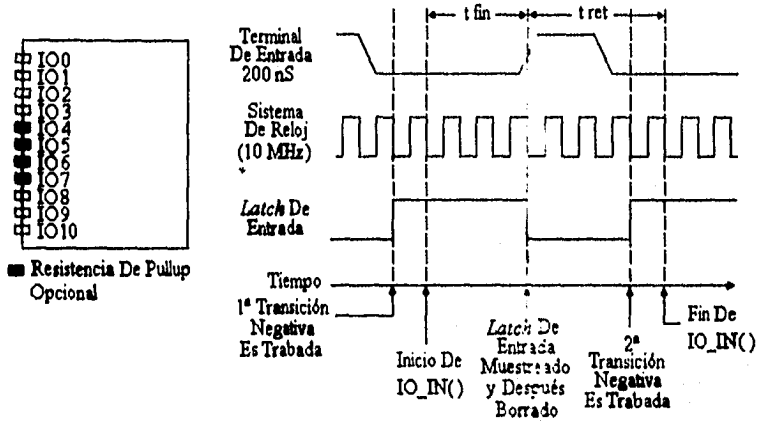 IO0
IO1
IO2
IO3
IO4
IO5
IO6
IO7
IO8
IO9
IO10
Resistencia De Pullup
Opcional
t fin
t ret
Terminal
De Entrada
200 nS
Sistema
De Reloj
(10 MHz)
Latch De
Entrada
Tiempo
1ª Transición
Negativa
Es Trabada
Inicio De
IO_IN()
Latch De
Entrada
Muestreado
y Después
Borrado
2ª
Transición
Negativa
Es Trabada
Fin De
IO_IN()